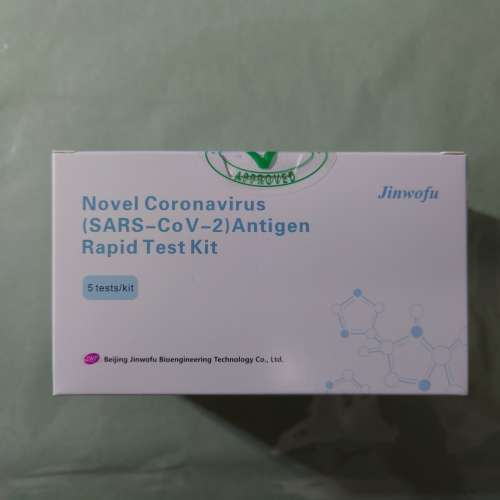 APPROVED
Jinwofu
Novel Coronavirus
(SARS-CoV-2)Antigen
Rapid Test Kit
5 tests/kit
Beijing Jinwofu Bioengineering Technology Co., Ltd.